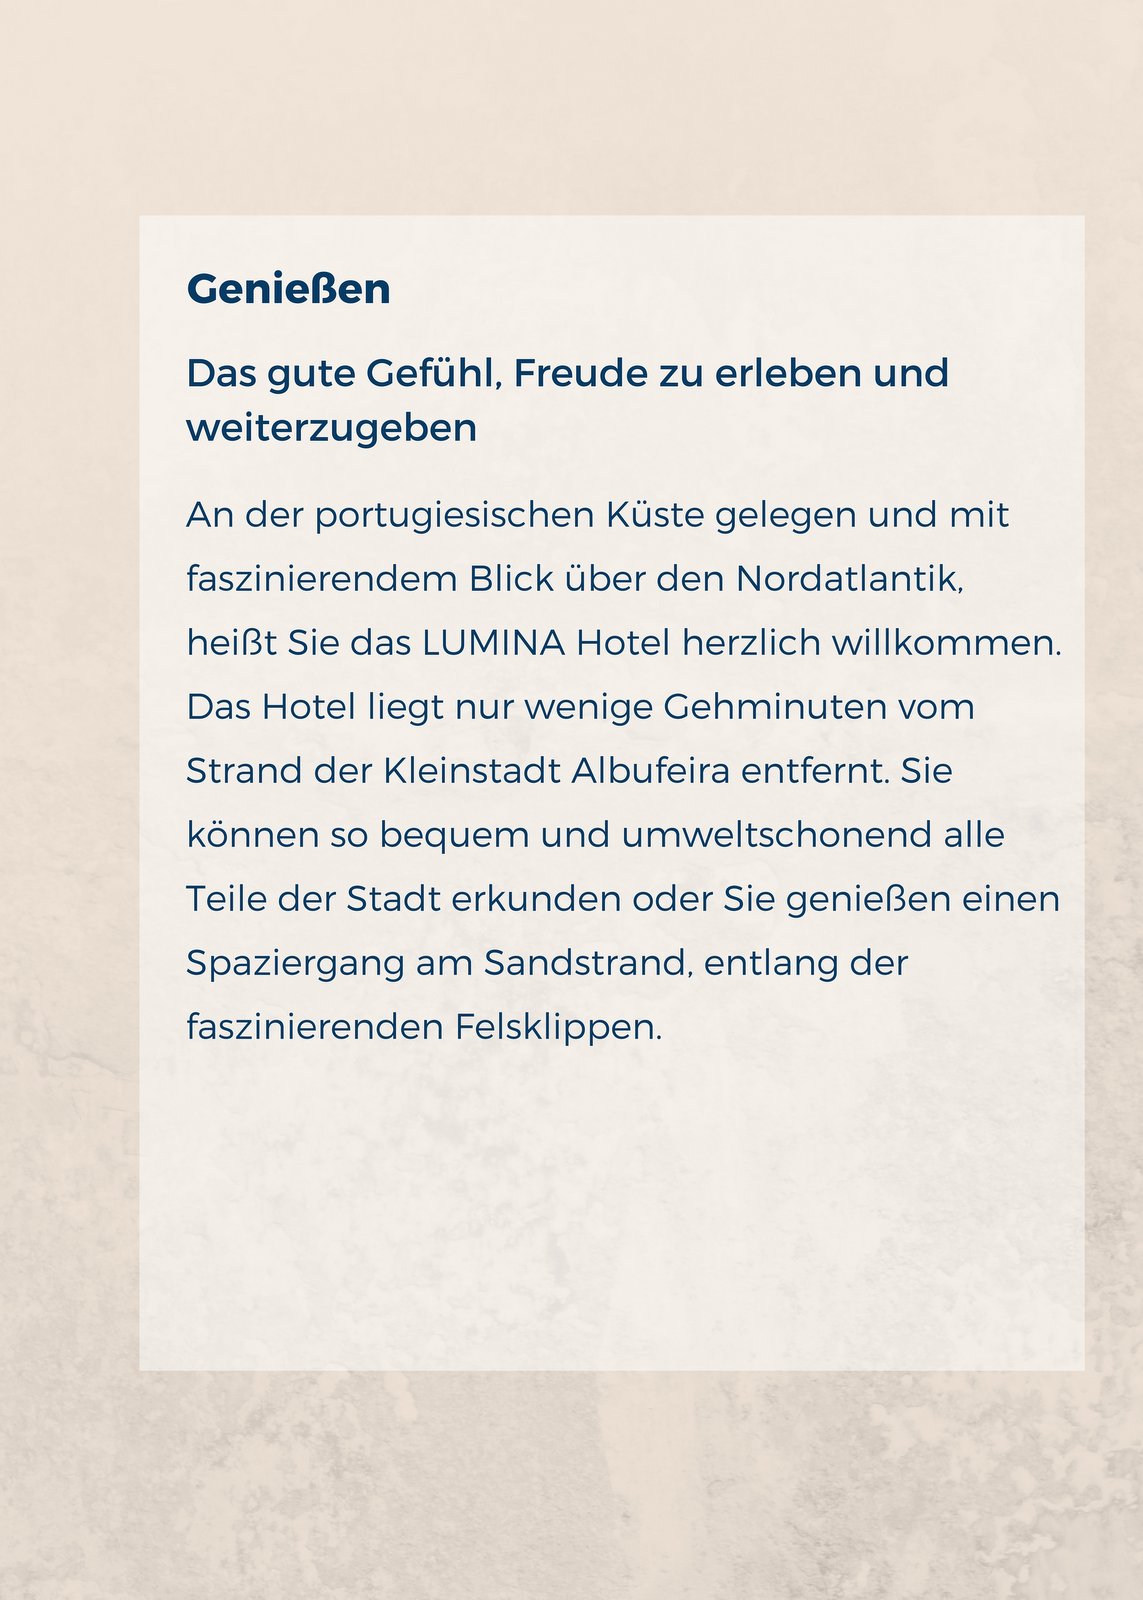 Genießen
Das gute Gefühl, Freude zu erleben und
weiterzugeben
An der portugiesischen Küste gelegen und mit
faszinierendem Blick über den Nordatlantik,
heißt Sie das LUMINA Hotel herzlich willkommen.
Das Hotel liegt nur wenige Gehminuten vom
Strand der Kleinstadt Albufeira entfernt. Sie
können so bequem und umweltschonend alle
Teile der Stadt erkunden oder Sie genießen einen
Spaziergang am Sandstrand, entlang der
faszinierenden Felsklippen.